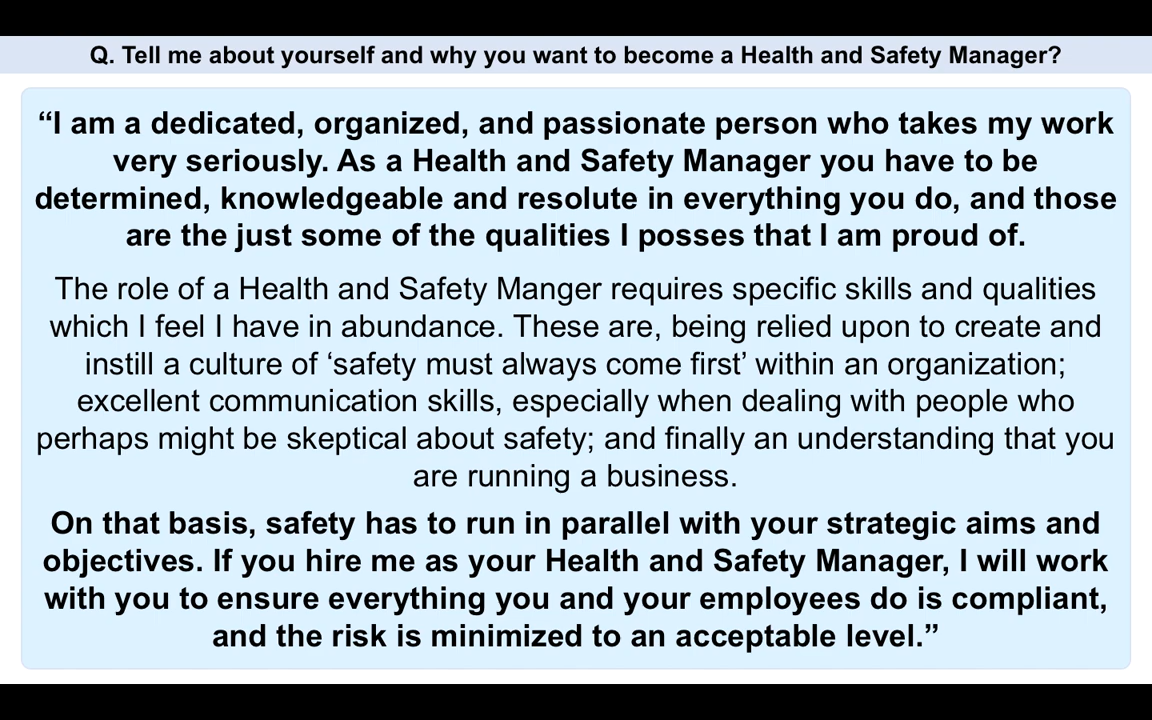 Q. Tell me about yourself and why you want to become a Health and Safety Manager?
“I am a dedicated, organized, and passionate person who takes my work
very seriously. As a Health and Safety Manager you have to be
determined, knowledgeable and resolute in everything you do, and those
are the just some of the qualities I posses that I am proud of.
The role of a Health and Safety Manger requires specific skills and qualities
which I feel I have in abundance. These are, being relied upon to create and
instill a culture of ‘safety must always come first’ within an organization;
excellent communication skills, especially when dealing with people who
perhaps might be skeptical about safety; and finally an understanding that you
are running a business.
On that basis, safety has to run in parallel with your strategic aims and
objectives. If you hire me as your Health and Safety Manager, I will work
with you to ensure everything you and your employees do is compliant,
and the risk is minimized to an acceptable level.”